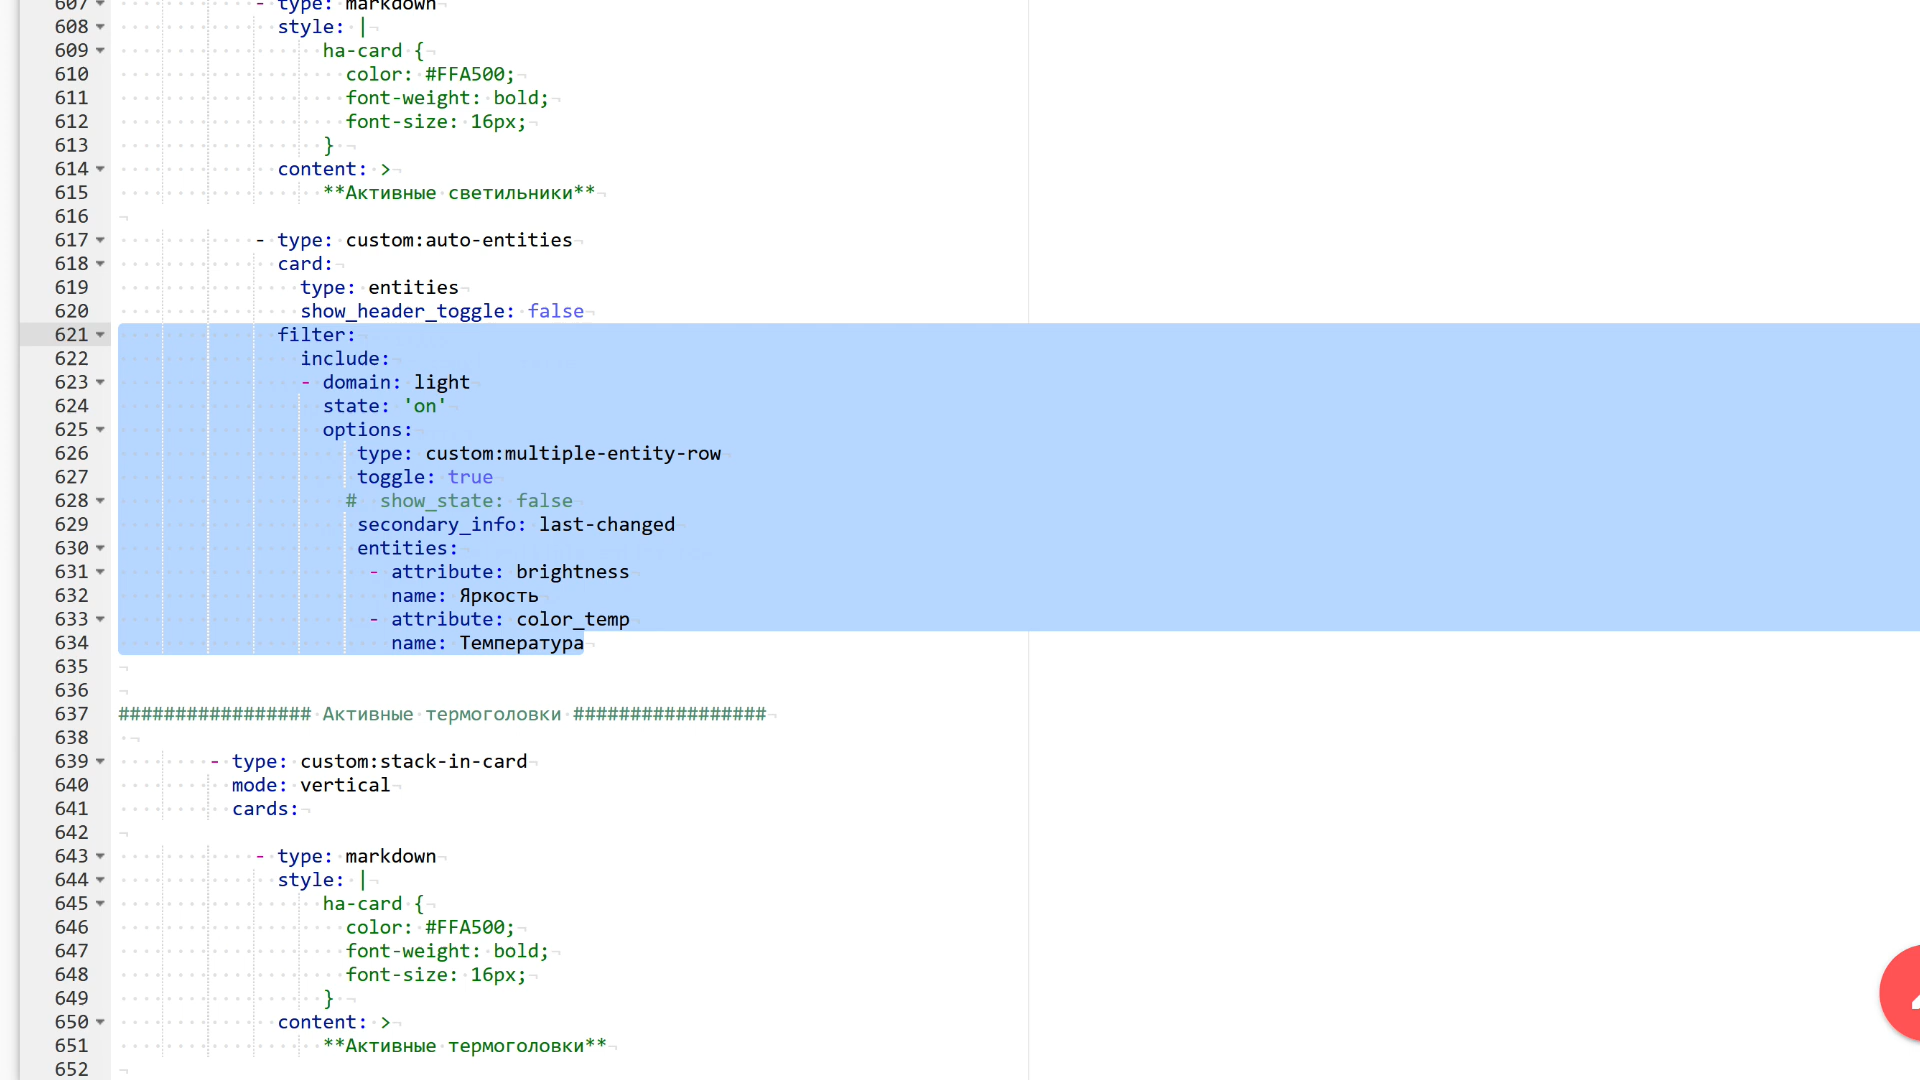 607 - type: markdown
608 style: |
609 ha-card {
610 color: #FFA500;
611 font-weight: bold;
612 font-size: 16px;
613 }
614 content: >
615 **Активные светильники**
616
617 - type: custom:auto-entities
618 card:
619 type: entities
620 show_header_toggle: false
621 filter:
622 include:
623 - domain: light
624 state: 'on'
625 options:
626 type: custom:multiple-entity-row
627 toggle: true
628 # show_state: false
629 secondary_info: last-changed
630 entities:
631 - attribute: brightness
632 name: Яркость
633 - attribute: color_temp
634 name: Температура
635
636
637 ################# Активные термоголовки #################
638
639 - type: custom:stack-in-card
640 mode: vertical
641 cards:
642
643 - type: markdown
644 style: |
645 ha-card {
646 color: #FFA500;
647 font-weight: bold;
648 font-size: 16px;
649 }
650 content: >
651 **Активные термоголовки**
652